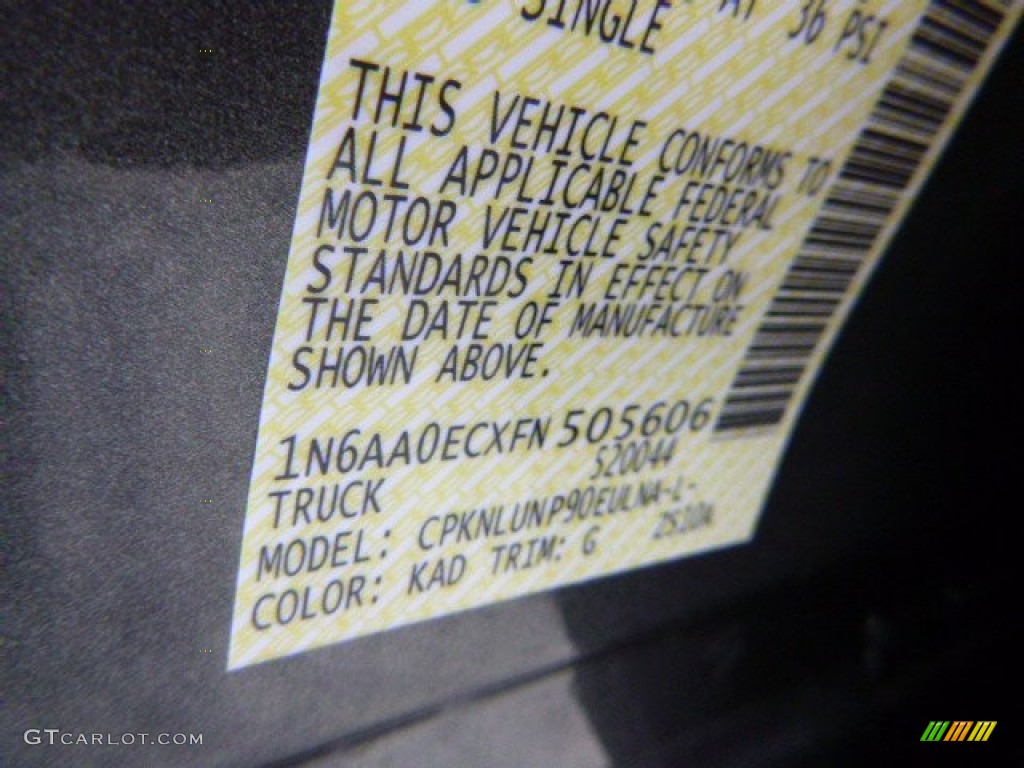 SINGLE AT 36 PSI
THIS VEHICLE CONFORMS TO
ALL APPLICABLE FEDERAL
MOTOR VEHICLE SAFETY
STANDARDS IN EFFECT ON
THE DATE OF MANUFACTURE
SHOWN ABOVE.
1N6AA0ECXFN505606
TRUCK S20044
MODEL: CPKNLUNP90EULNA-L-
COLOR: KAD TRIM: G
GTCARLOT.COM